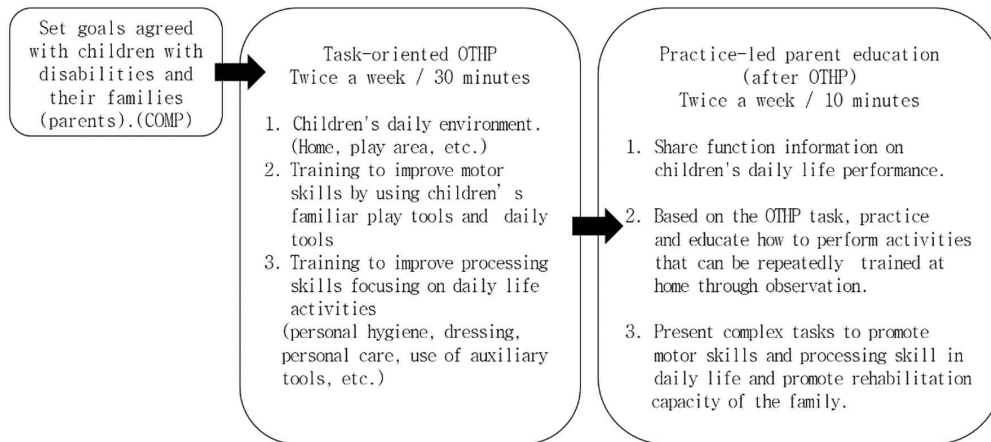 Set goals agreed
with children with
disabilities and
their families
(parents).(COMP)
Task-oriented OTHP
Twice a week / 30 minutes
1. Children's daily environment.
(Home, play area, etc.)
2. Training to improve motor
skills by using children’s
familiar play tools and daily
tools
3. Training to improve processing
skills focusing on daily life
activities
(personal hygiene, dressing,
personal care, use of auxiliary
tools, etc.)
Practice-led parent education
(after OTHP)
Twice a week / 10 minutes
1. Share function information on
children's daily life performance.
2. Based on the OTHP task, practice
and educate how to perform activities
that can be repeatedly trained at
home through observation.
3. Present complex tasks to promote
motor skills and processing skill in
daily life and promote rehabilitation
capacity of the family.